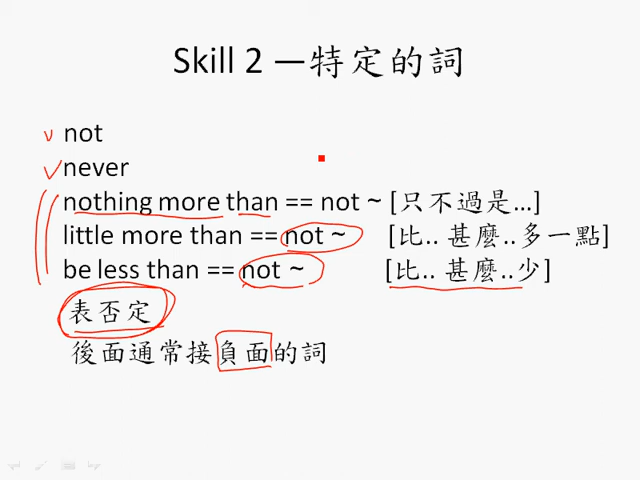 Skill 2 —特定的詞
not
never
nothing more than == not ~ [只不過是…]
little more than == not ~ [比.. 甚麼..多一點]
be less than == not ~ [比.. 甚麼..少]
表否定
後面通常接負面的詞